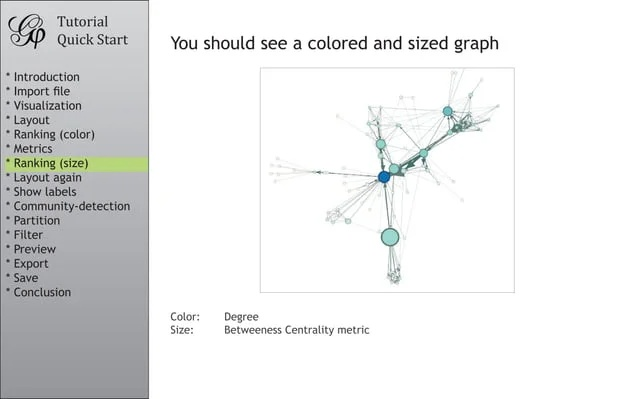 Tutorial
Quick Start
* Introduction
* Import file
* Visualization
* Layout
* Ranking (color)
* Metrics
* Ranking (size)
* Layout again
* Show labels
* Community-detection
* Partition
* Filter
* Preview
* Export
* Save
* Conclusion
You should see a colored and sized graph
Color: Degree
Size: Betweeness Centrality metric